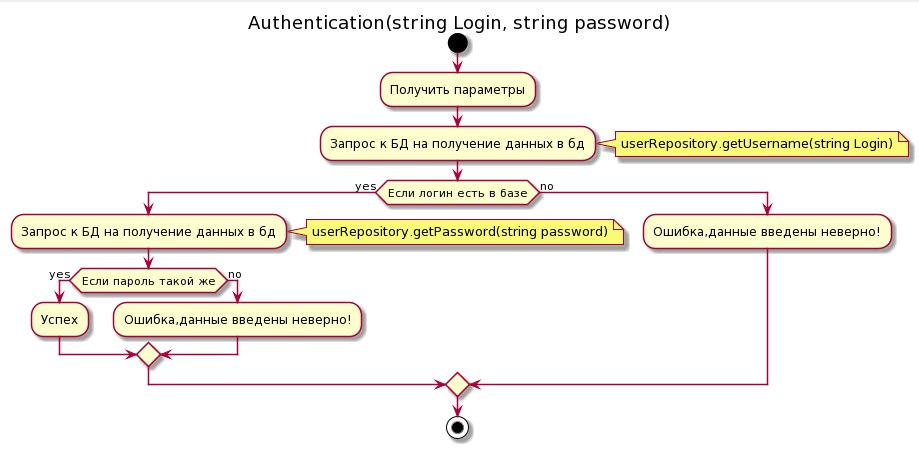 Authentication(string Login, string password)
Получить параметры
Запрос к БД на получение данных в бд
userRepository.getUsername(string Login)
yes
Если логин есть в базе
no
Запрос к БД на получение данных в бд
userRepository.getPassword(string password)
Ошибка,данные введены неверно!
yes
Если пароль такой же
no
Успех
Ошибка,данные введены неверно!